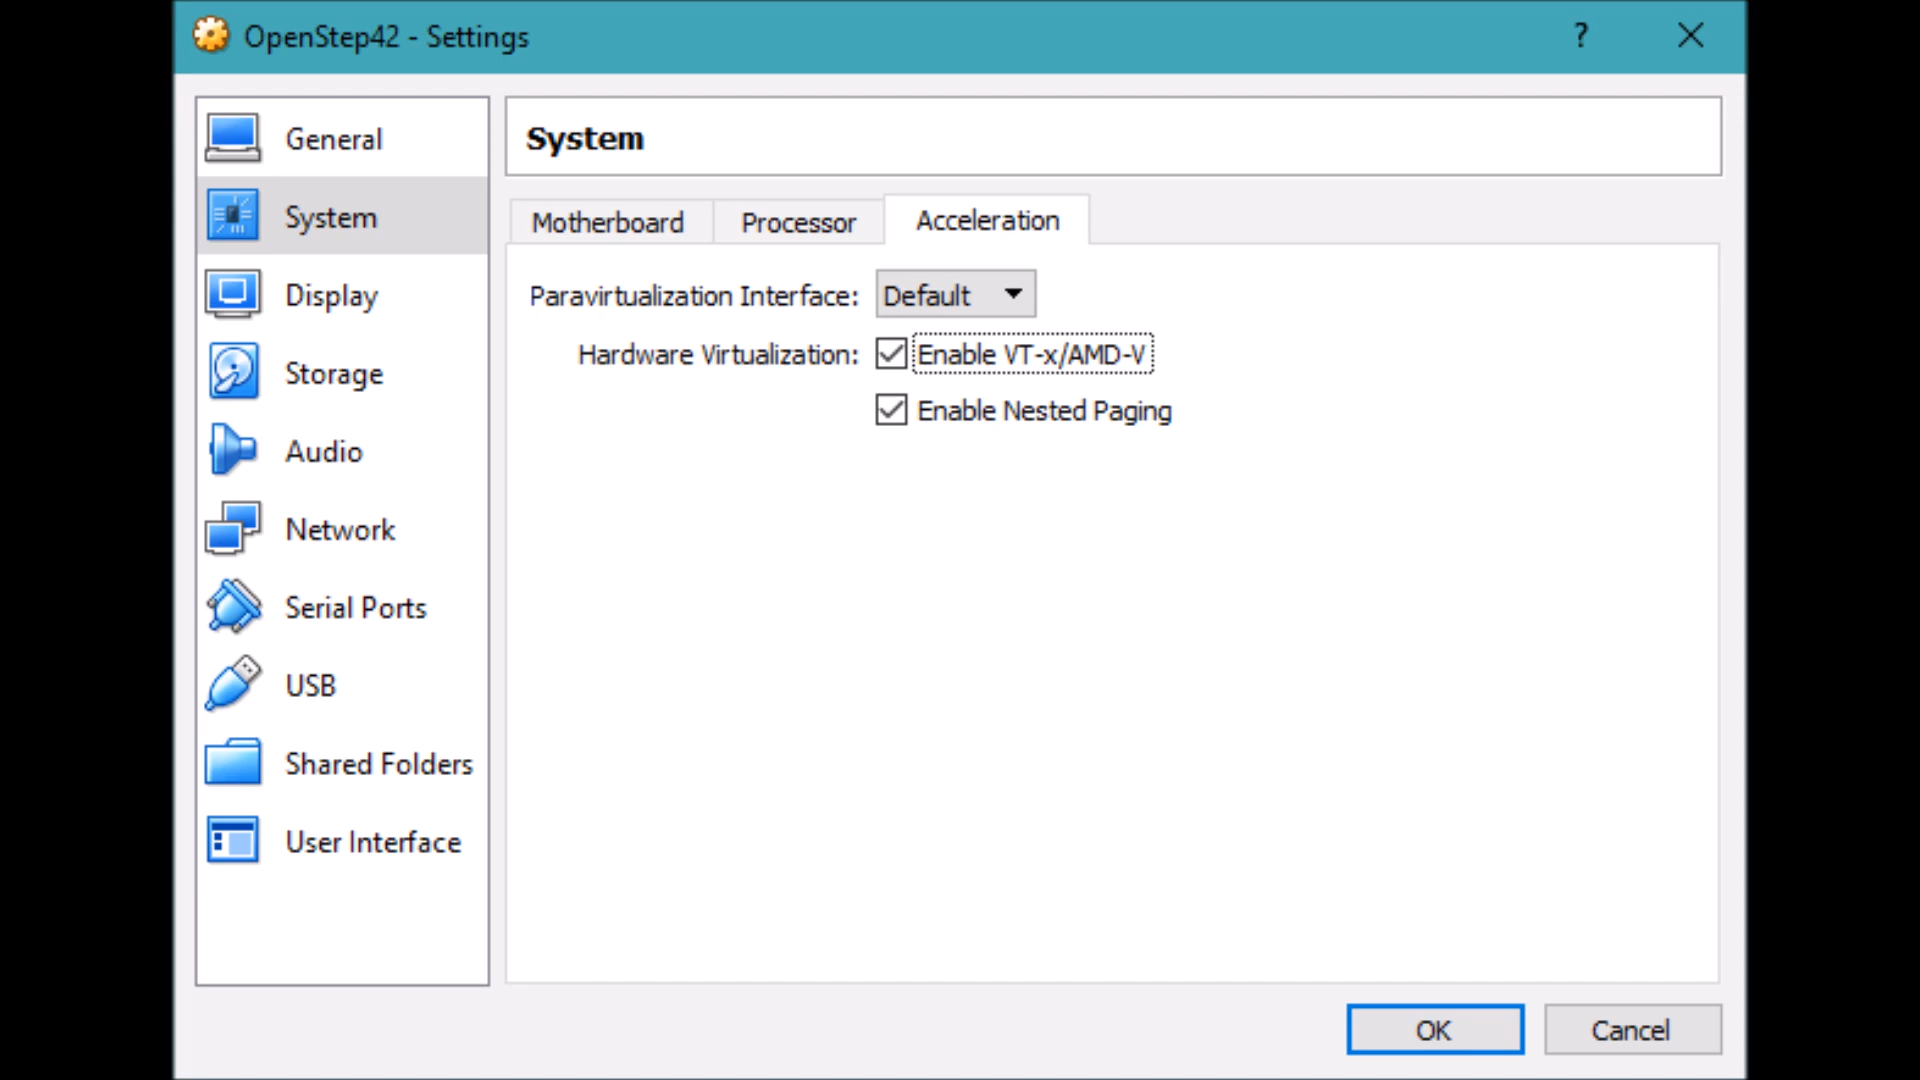 OpenStep42 - Settings
?
General
System
Display
Storage
Audio
Network
Serial Ports
USB
Shared Folders
User Interface
System
Motherboard
Processor
Acceleration
Paravirtualization Interface: Default
Hardware Virtualization: Enable VT-x/AMD-V
Enable Nested Paging
OK
Cancel